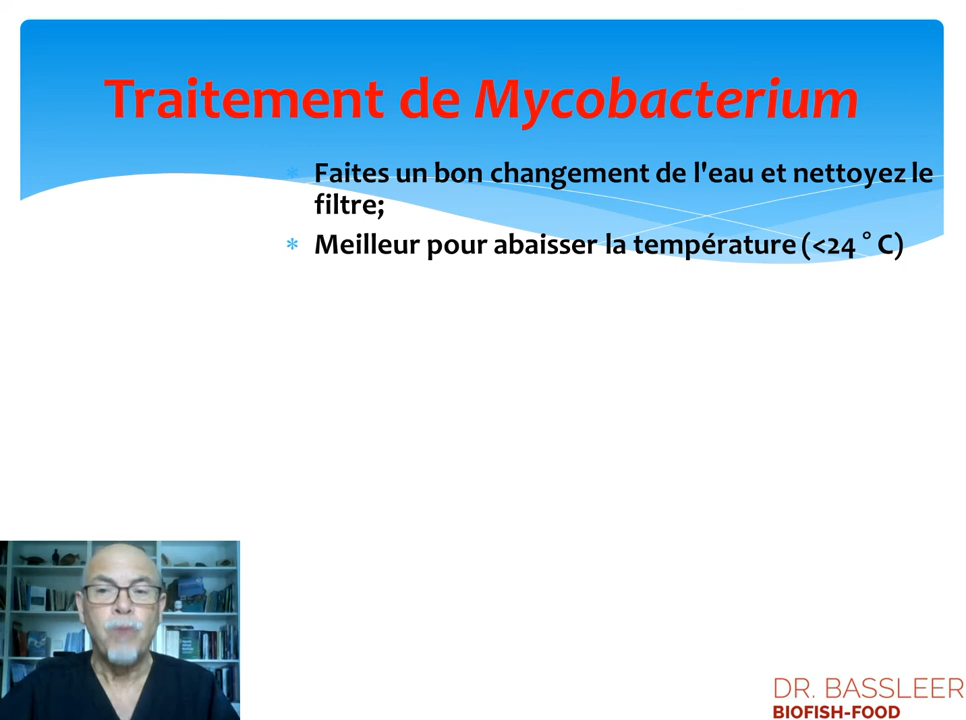 Traitement de Mycobacterium
Faites un bon changement de l'eau et nettoyez le
filtre;
Meilleur pour abaisser la température (<24 ° C)
DR. BASSLEER
BIOFISH-FOOD